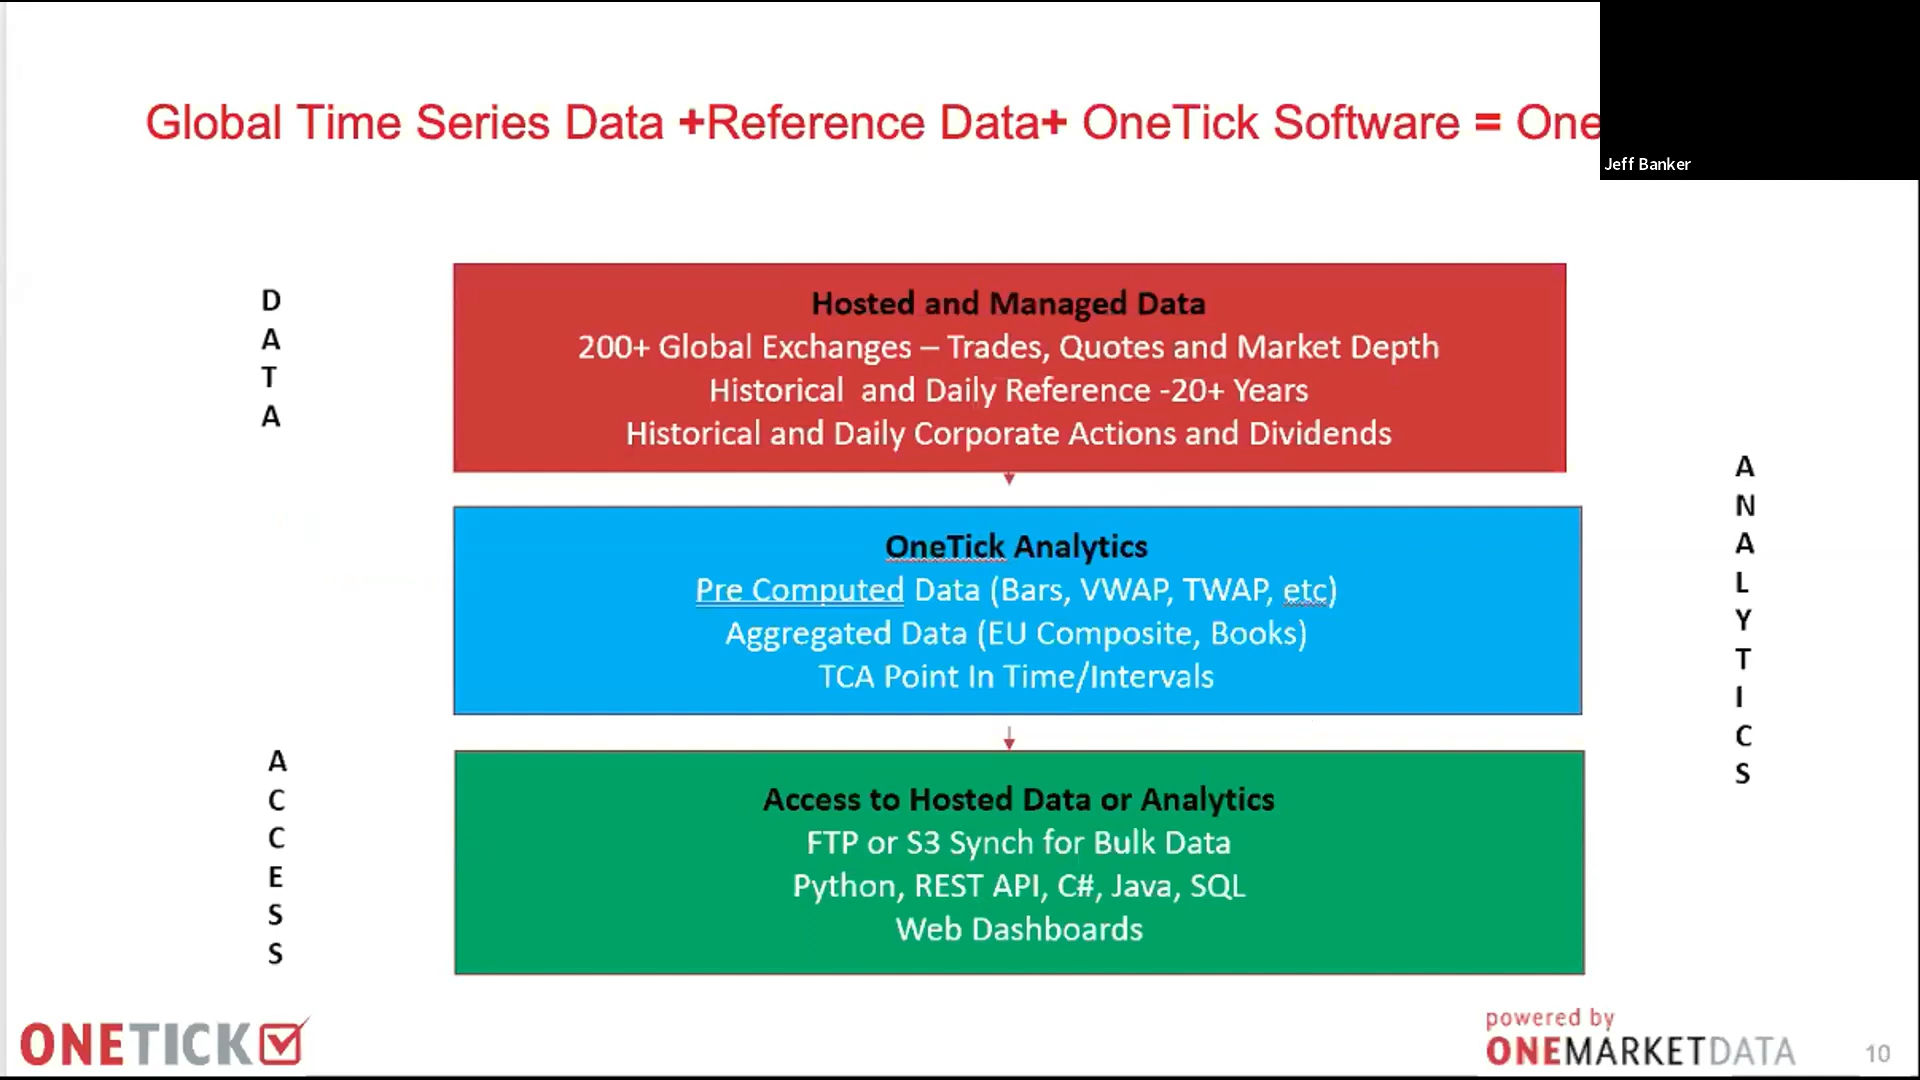 Global Time Series Data +Reference Data+ OneTick Software = One
Jeff Banker
DATA
Hosted and Managed Data
200+ Global Exchanges – Trades, Quotes and Market Depth
Historical and Daily Reference -20+ Years
Historical and Daily Corporate Actions and Dividends
ANALYTICS
OneTick Analytics
Pre Computed Data (Bars, VWAP, TWAP, etc)
Aggregated Data (EU Composite, Books)
TCA Point In Time/Intervals
ACCESS
Access to Hosted Data or Analytics
FTP or S3 Synch for Bulk Data
Python, REST API, C#, Java, SQL
Web Dashboards
ONETICK
powered by
ONEMARKETDATA
10